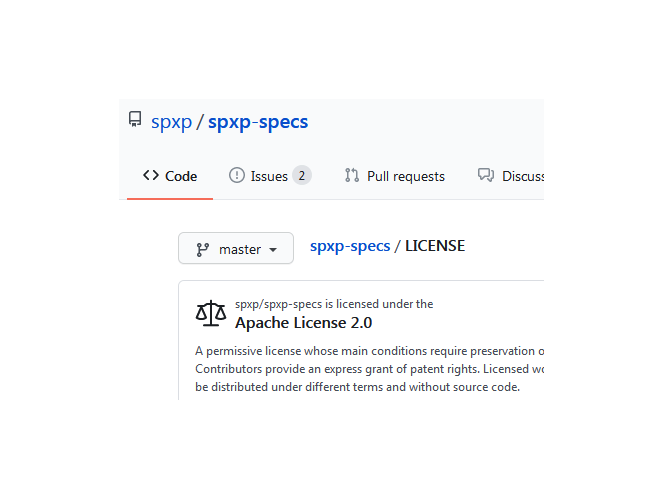 spxp / spxp-specs
Code Issues 2 Pull requests Discuss
master spxp-specs / LICENSE
spxp/spxp-specs is licensed under the
Apache License 2.0
A permissive license whose main conditions require preservation o
Contributors provide an express grant of patent rights. Licensed wo
be distributed under different terms and without source code.